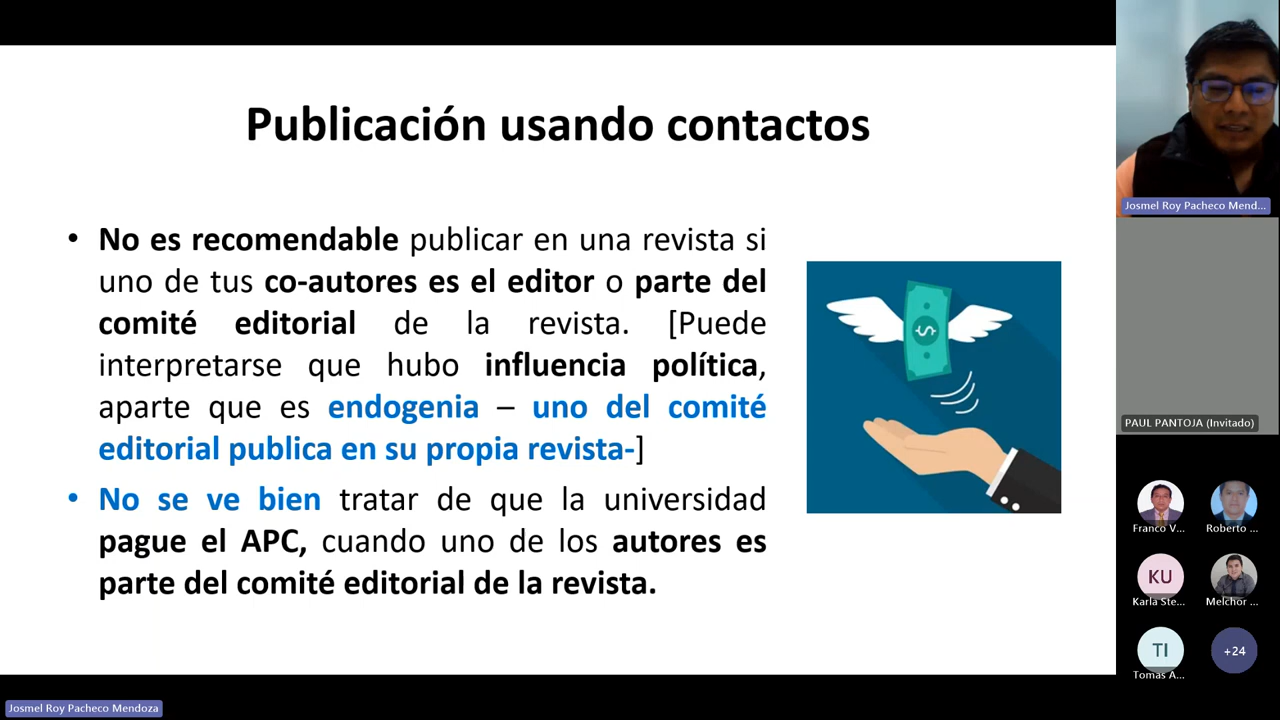 Publicación usando contactos
• No es recomendable publicar en una revista si
uno de tus co-autores es el editor o parte del
comité editorial de la revista. [Puede
interpretarse que hubo influencia política,
aparte que es endogenia – uno del comité
editorial publica en su propia revista-]
• No se ve bien tratar de que la universidad
pague el APC, cuando uno de los autores es
parte del comité editorial de la revista.
$
Josmel Roy Pacheco Mend...
PAUL PANTOJA (Invitado)
Franco V...
Roberto ...
KU
Karla Ste...
Melchor ...
TI
Tomas A...
+24
Josmel Roy Pacheco Mendoza